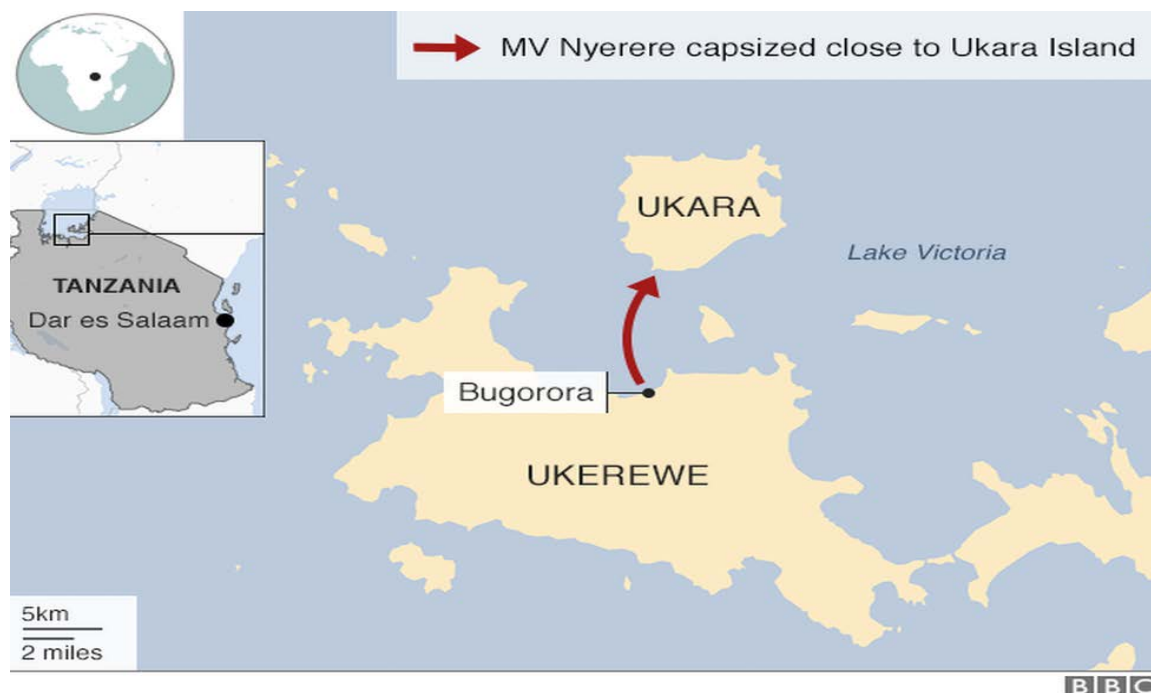 MV Nyerere capsized close to Ukara Island
UKARA
Lake Victoria
TANZANIA
Dar es Salaam
Bugorora
UKEREWE
5km
2 miles
BBC